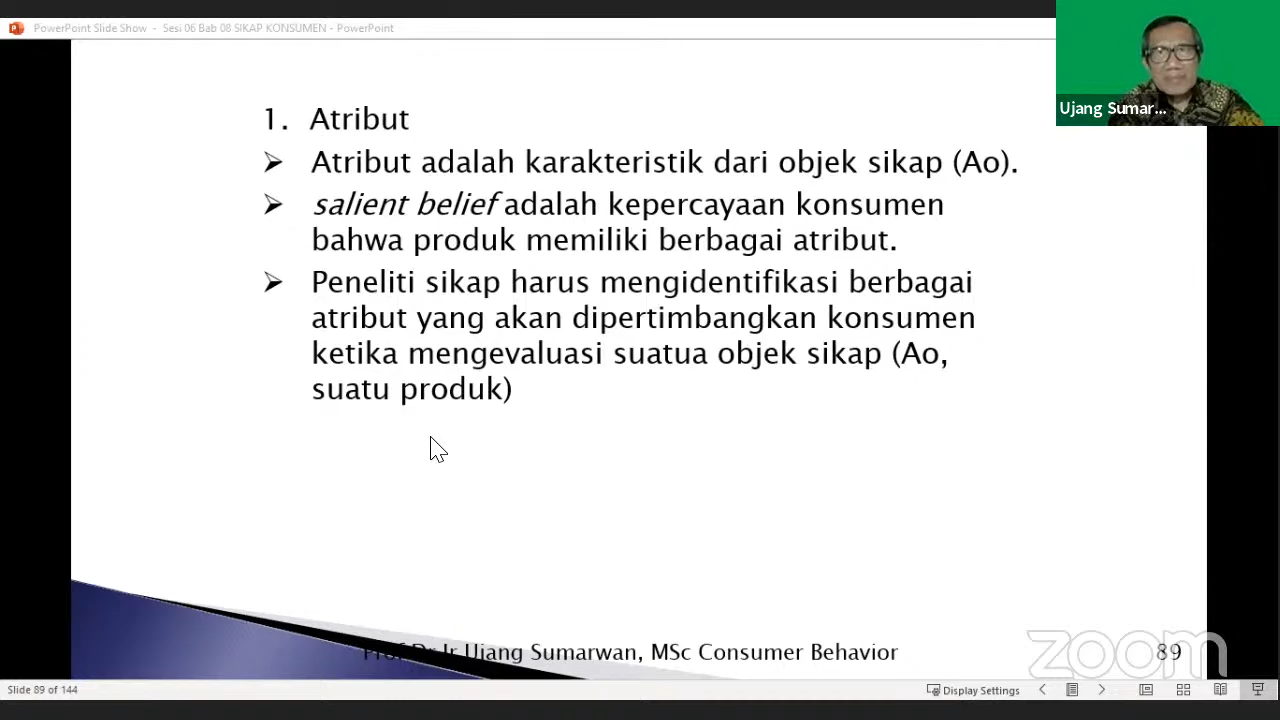 PowerPoint Slide Show - Sesi 06 Bab 08 SIKAP KONSUMEN - PowerPoint
Ujang Sumar...
1. Atribut
➢ Atribut adalah karakteristik dari objek sikap (Ao).
➢ salient belief adalah kepercayaan konsumen
bahwa produk memiliki berbagai atribut.
➢ Peneliti sikap harus mengidentifikasi berbagai
atribut yang akan dipertimbangkan konsumen
ketika mengevaluasi suatua objek sikap (Ao,
suatu produk)
Prof Dr Ir Ujang Sumarwan, MSc Consumer Behavior
89
zoom
Slide 89 of 144
Display Settings